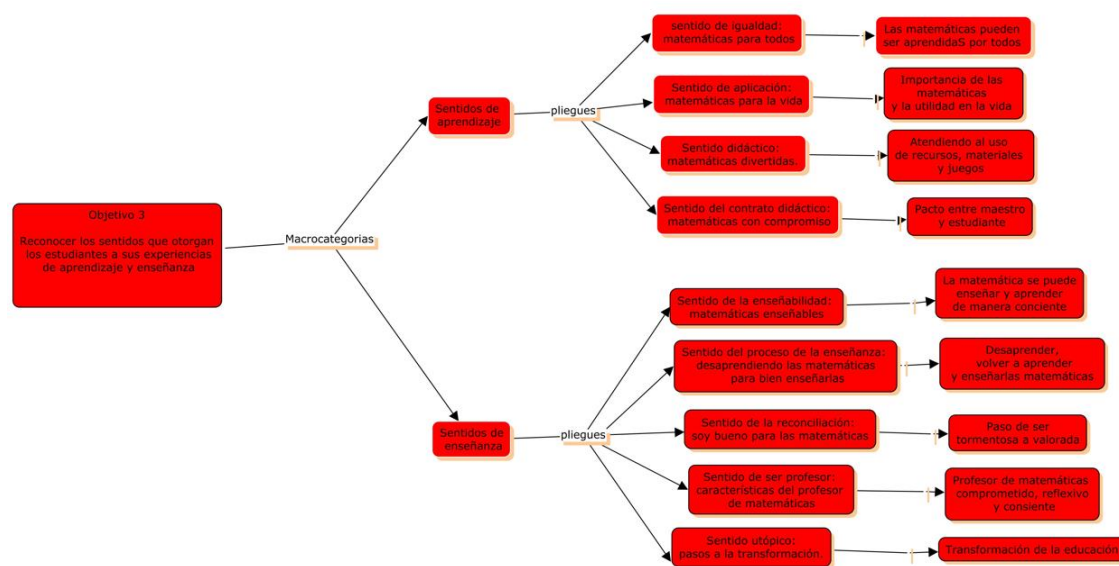 Objetivo 3
Reconocer los sentidos que otorgan
los estudiantes a sus experiencias
de aprendizaje y enseñanza
Macrocategorias
Sentidos de
aprendizaje
pliegues
sentido de igualdad:
matemáticas para todos
Las matemáticas pueden
ser aprendidaS por todos
Sentido de aplicación:
matemáticas para la vida
Importancia de las
matemáticas
y la utilidad en la vida
Sentido didáctico:
matemáticas divertidas.
Atendiendo al uso
de recursos, materiales
y juegos
Sentido del contrato didáctico:
matemáticas con compromiso
Pacto entre maestro
y estudiante
Sentidos de
enseñanza
pliegues
Sentido de la enseñabilidad:
matemáticas enseñables
La matemática se puede
enseñar y aprender
de manera conciente
Sentido del proceso de la enseñanza:
desaprendiendo las matemáticas
para bien enseñarlas
Desaprender,
volver a aprender
y enseñarlas matemáticas
Sentido de la reconciliación:
soy bueno para las matemáticas
Paso de ser
tormentosa a valorada
Sentido de ser profesor:
características del profesor
de matemáticas
Profesor de matemáticas
comprometido, reflexivo
y consiente
Sentido utópico:
pasos a la transformación.
Transformación de la educación